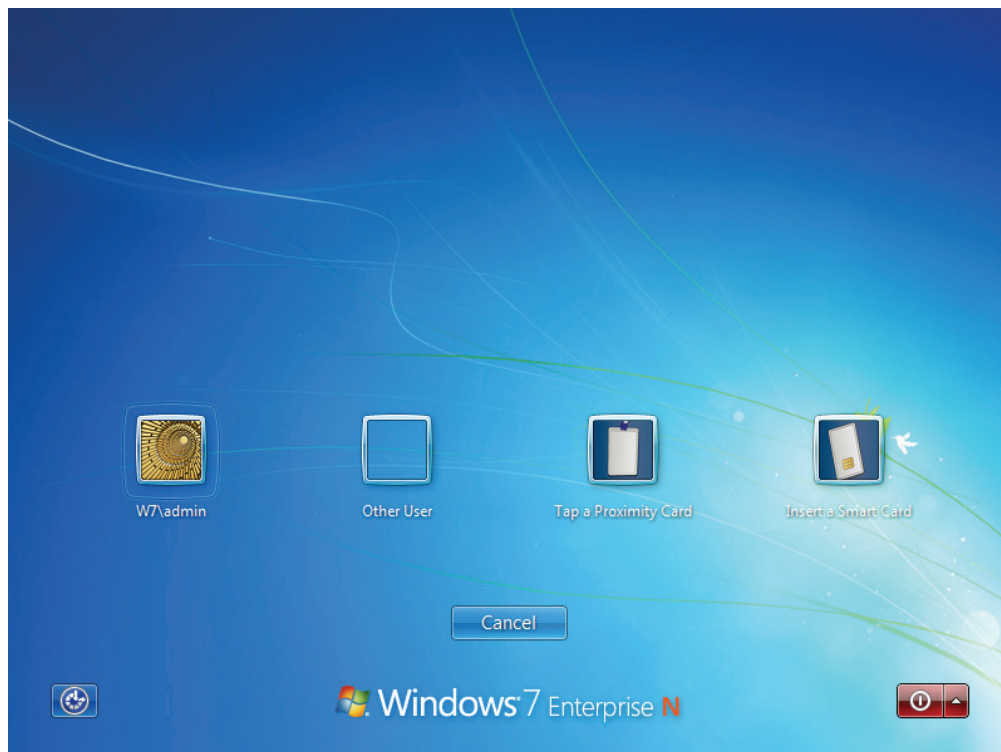 W7\admin
Other User
Tap a Proximity Card
Insert a Smart Card
Cancel
Windows 7 Enterprise N